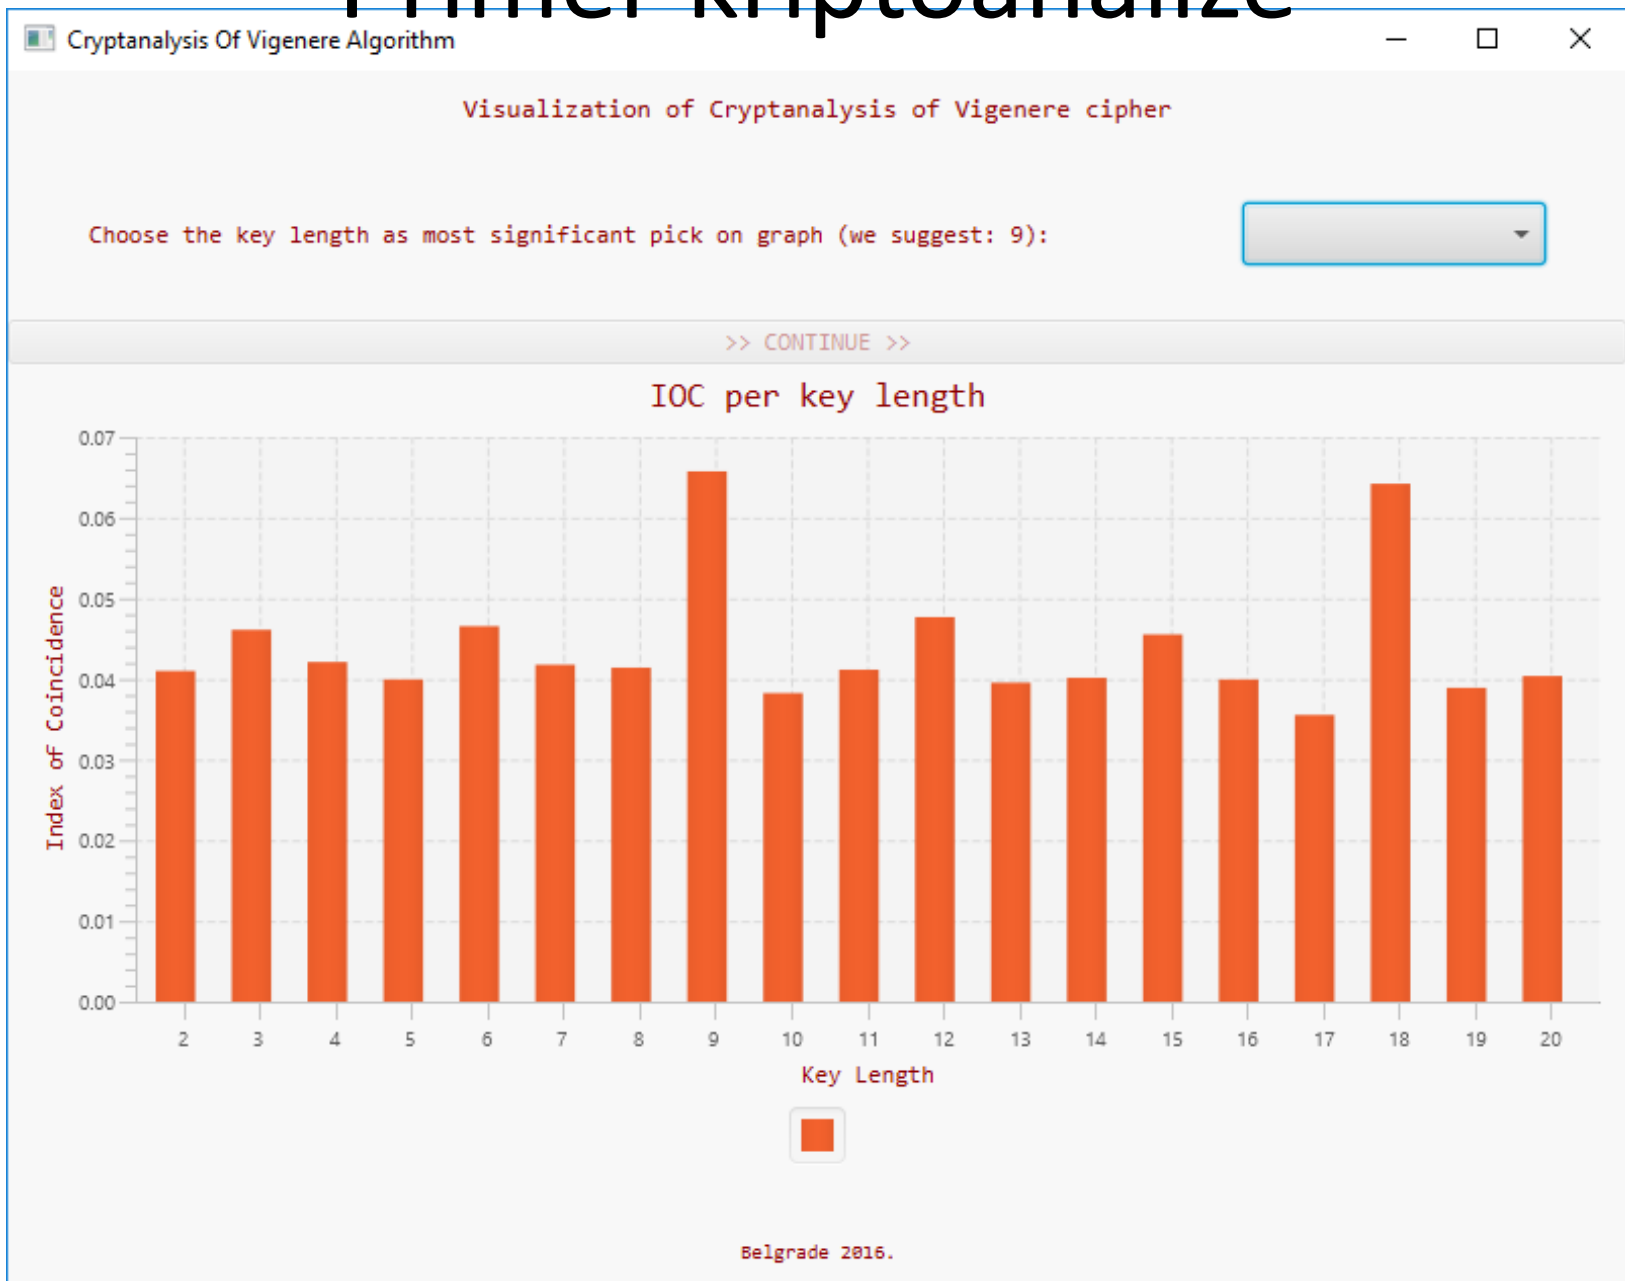 Primer kriptoanalize
Cryptanalysis Of Vigenere Algorithm
Visualization of Cryptanalysis of Vigenere cipher
Choose the key length as most significant pick on graph (we suggest: 9):
>> CONTINUE >>
IOC per key length
0.07
0.06
0.05
0.04
0.03
0.02
0.01
0.00
Index of Coincidence
2 3 4 5 6 7 8 9 10 11 12 13 14 15 16 17 18 19 20
Key Length
Belgrade 2016.